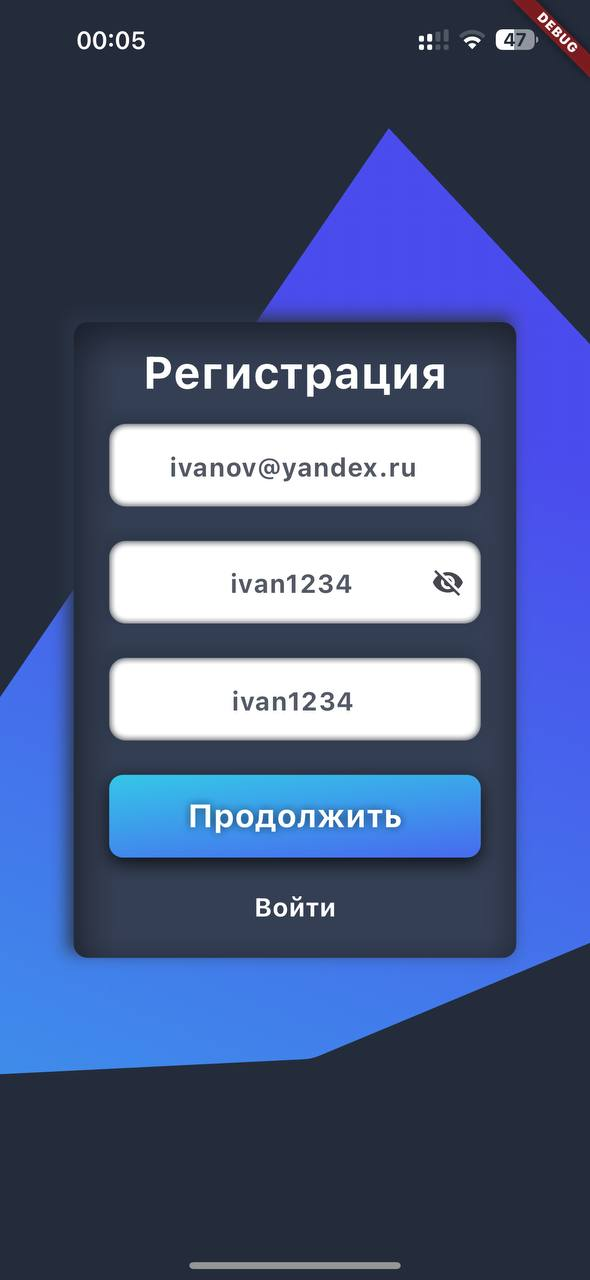 00:05
47
DEBUG
Регистрация
ivanov@yandex.ru
ivan1234
ivan1234
Продолжить
Войти